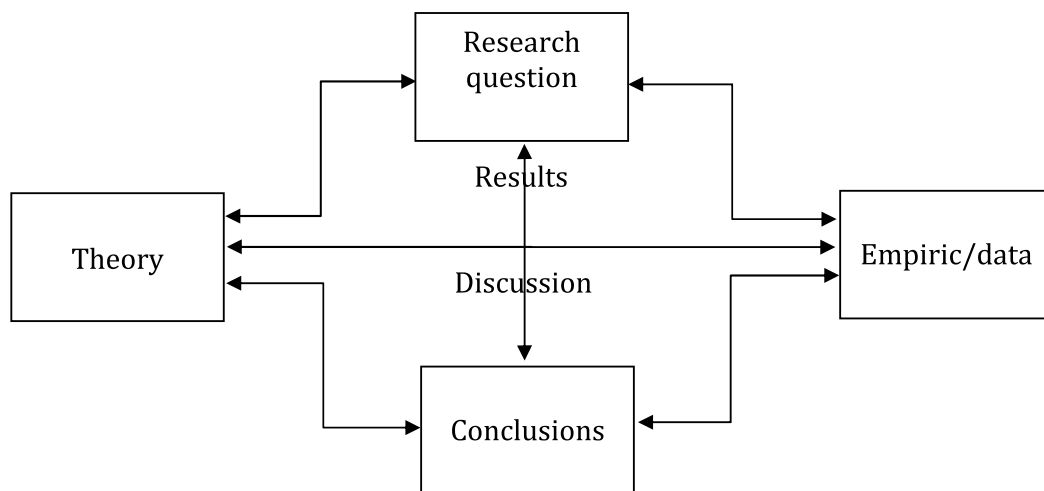 Research
question
Results
Theory
Empiric/data
Discussion
Conclusions